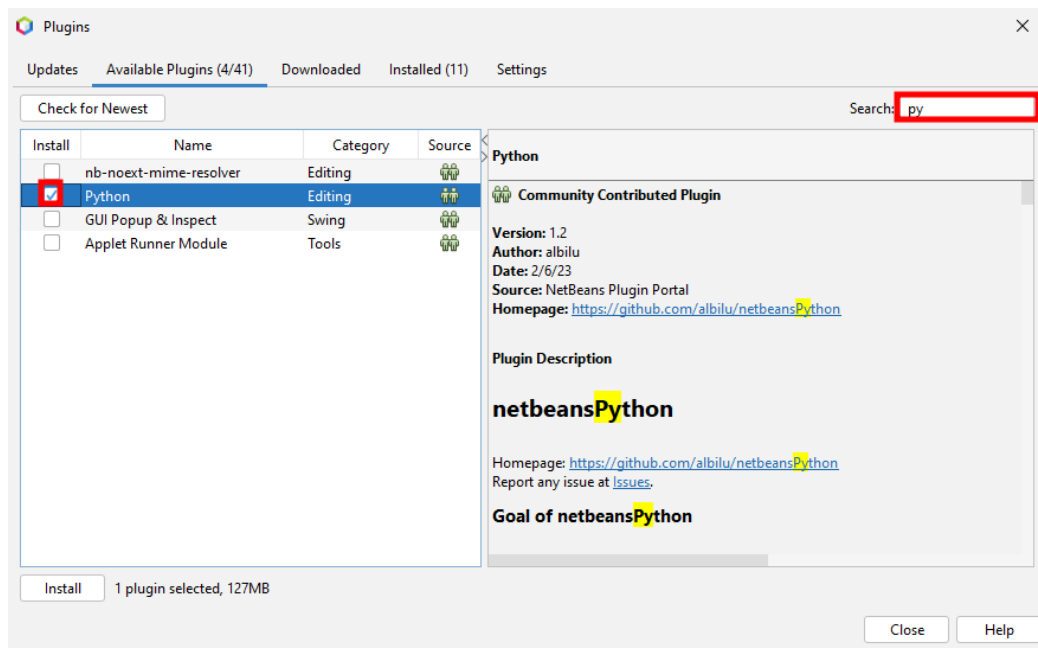 Plugins
Updates Available Plugins (4/41) Downloaded Installed (11) Settings
Check for Newest
Search: py
Install Name Category Source
nb-noext-mime-resolver Editing
Python Editing
GUI Popup & Inspect Swing
Applet Runner Module Tools
Python
Community Contributed Plugin
Version: 1.2
Author: albilu
Date: 2/6/23
Source: NetBeans Plugin Portal
Homepage: https://github.com/albilu/netbeansPython
Plugin Description
netbeansPython
Homepage: https://github.com/albilu/netbeansPython
Report any issue at Issues.
Goal of netbeansPython
Install 1 plugin selected, 127MB
Close Help